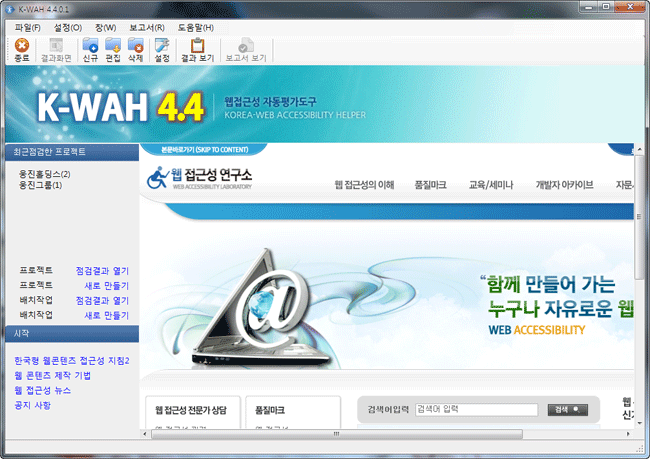 K-WAH 4.4.0.1
파일(F) 설정(O) 창(W) 보고서(R) 도움말(H)
종료 결과화면 신규 편집 삭제 설정 결과 보기 보고서 보기
K-WAH 4.4 웹접근성 자동평가도구
KOREA-WEB ACCESSIBILITY HELPER
최근점검한 프로젝트
웅진홀딩스(2)
웅진그룹(1)
프로젝트 점검결과 열기
프로젝트 새로 만들기
배치작업 점검결과 열기
배치작업 새로 만들기
시작
한국형 웹콘텐츠 접근성 지침2
웹 콘텐츠 제작 기법
웹 접근성 뉴스
공지 사항
본문바로가기 (SKIP TO CONTENT)
웹 접근성 연구소
WEB ACCESSIBILITY LABORATORY
웹 접근성의 이해 품질마크 교육/세미나 개발자 아카이브 자문
“함께 만들어 가는
누구나 자유로운 웹
WEB ACCESSIBILITY
웹 접근성 전문가 상담 품질마크
검색어입력 검색어 입력 검색
웹